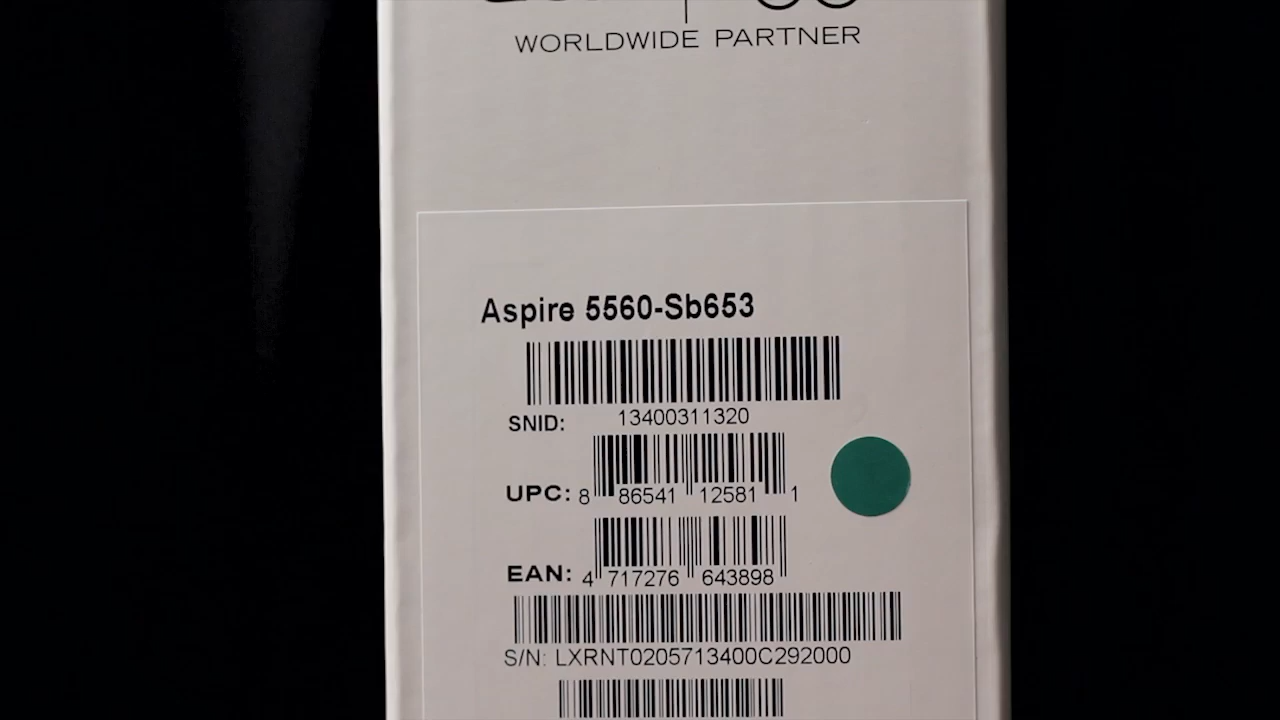 WORLDWIDE PARTNER
Aspire 5560-Sb653
SNID: 13400311320
UPC: 8 86541 12581 1
EAN: 4 717276 643898
S/N: LXRNT0205713400C292000